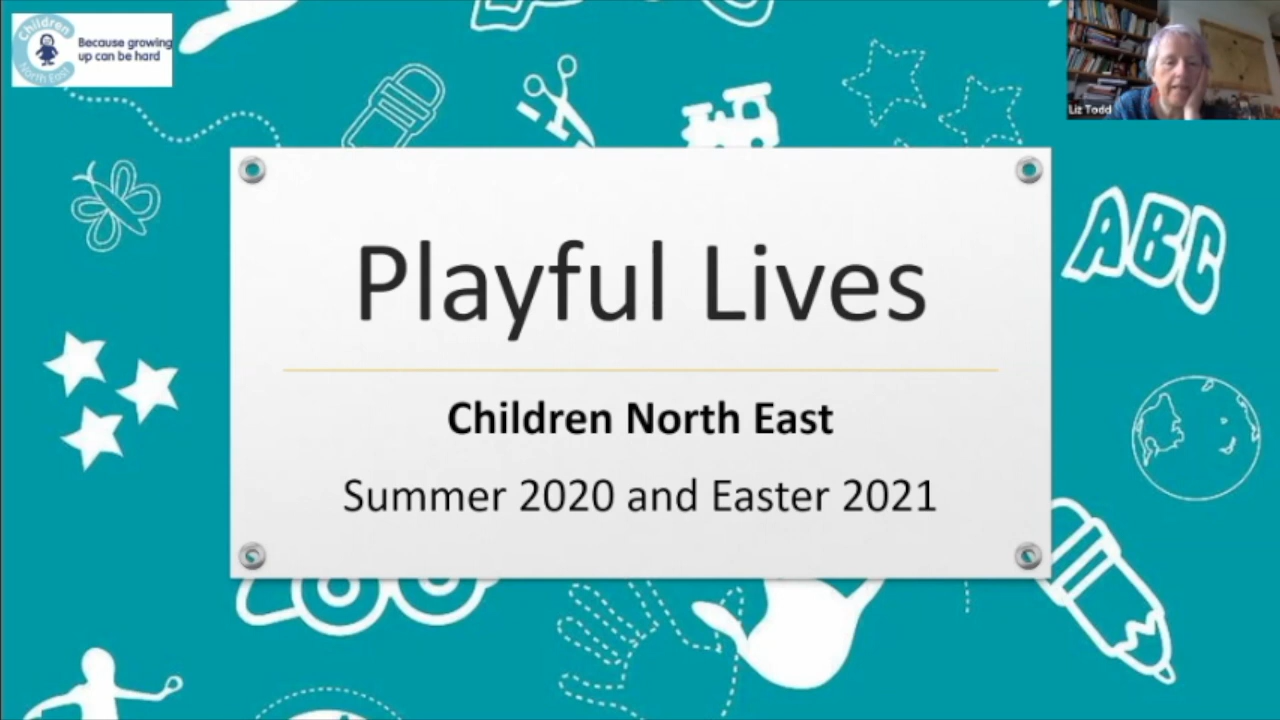 Children
North East
Because growing
up can be hard
Liz Todd
ABC
Playful Lives
Children North East
Summer 2020 and Easter 2021